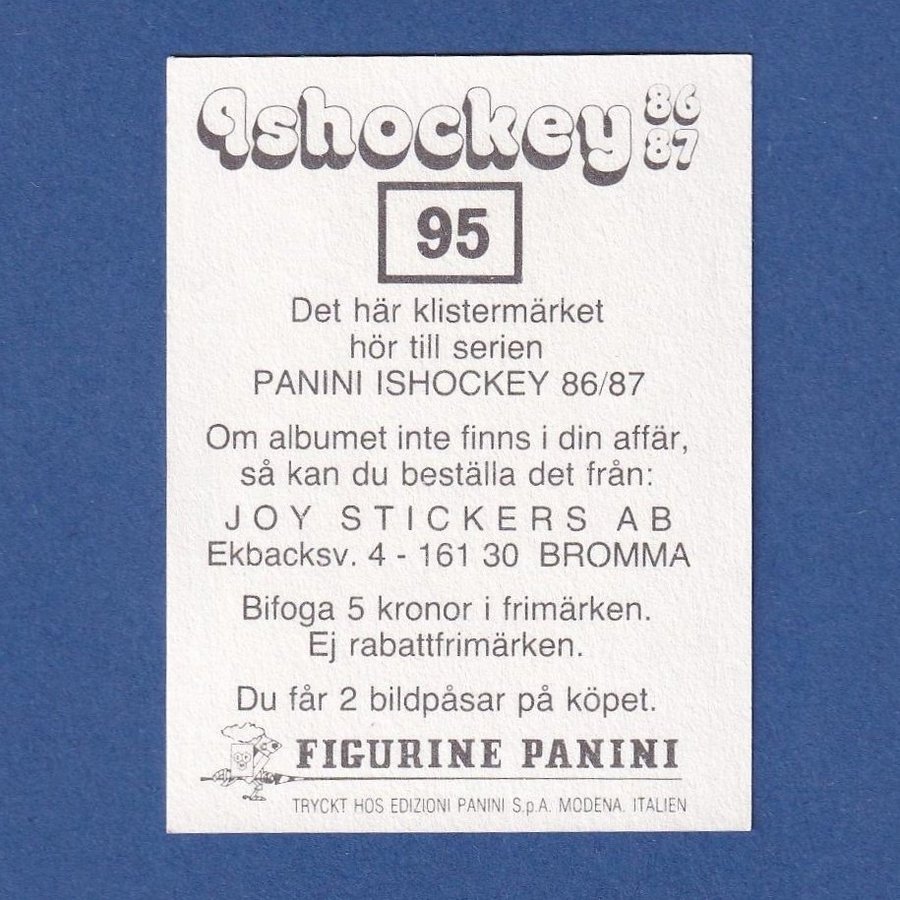 Ishockey 86
87
95
Det här klistermärket
hör till serien
PANINI ISHOCKEY 86/87
Om albumet inte finns i din affär,
så kan du beställa det från:
JOY STICKERS AB
Ekbacksv. 4 - 161 30 BROMMA
Bifoga 5 kronor i frimärken.
Ej rabattfrimärken.
Du får 2 bildpåsar på köpet.
FIGURINE PANINI
TRYCKT HOS EDIZIONI PANINI S.p.A. MODENA. ITALIEN